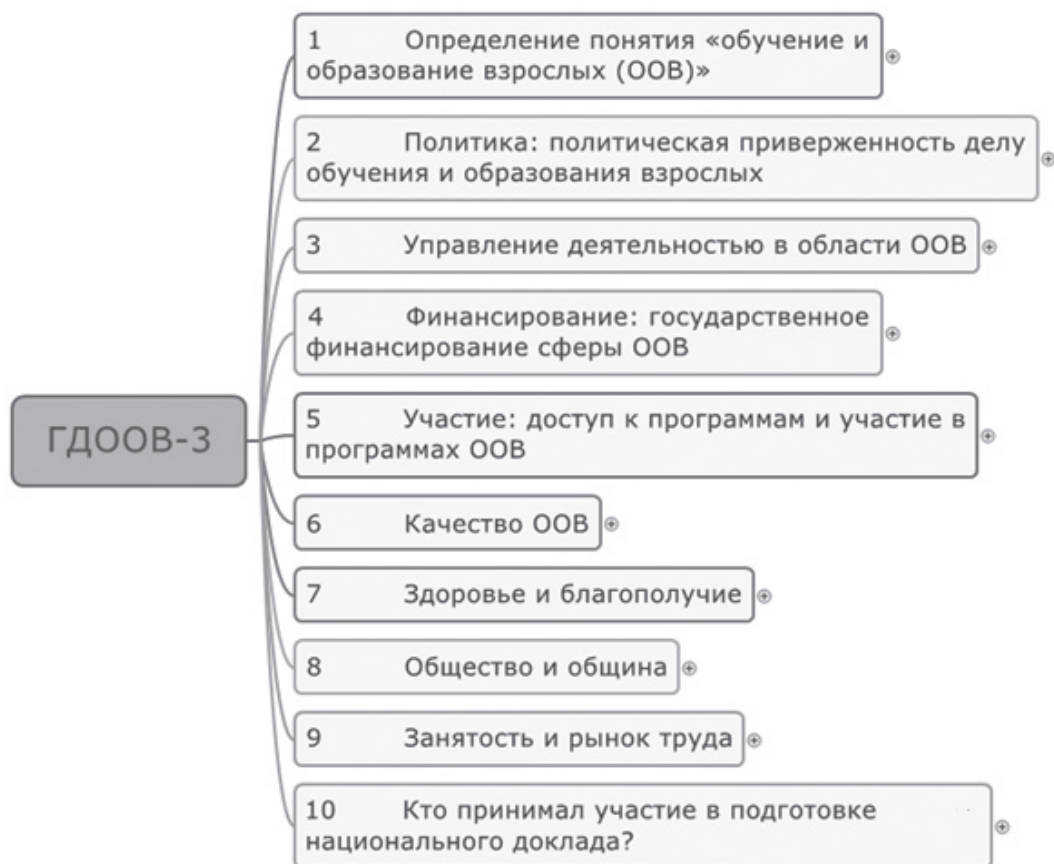 1 Определение понятия «обучение и
образование взрослых (ООВ)»
2 Политика: политическая приверженность делу
обучения и образования взрослых
3 Управление деятельностью в области ООВ
4 Финансирование: государственное
финансирование сферы ООВ
ГДООВ-3
5 Участие: доступ к программам и участие в
программах ООВ
6 Качество ООВ
7 Здоровье и благополучие
8 Общество и община
9 Занятость и рынок труда
10 Кто принимал участие в подготовке
национального доклада?